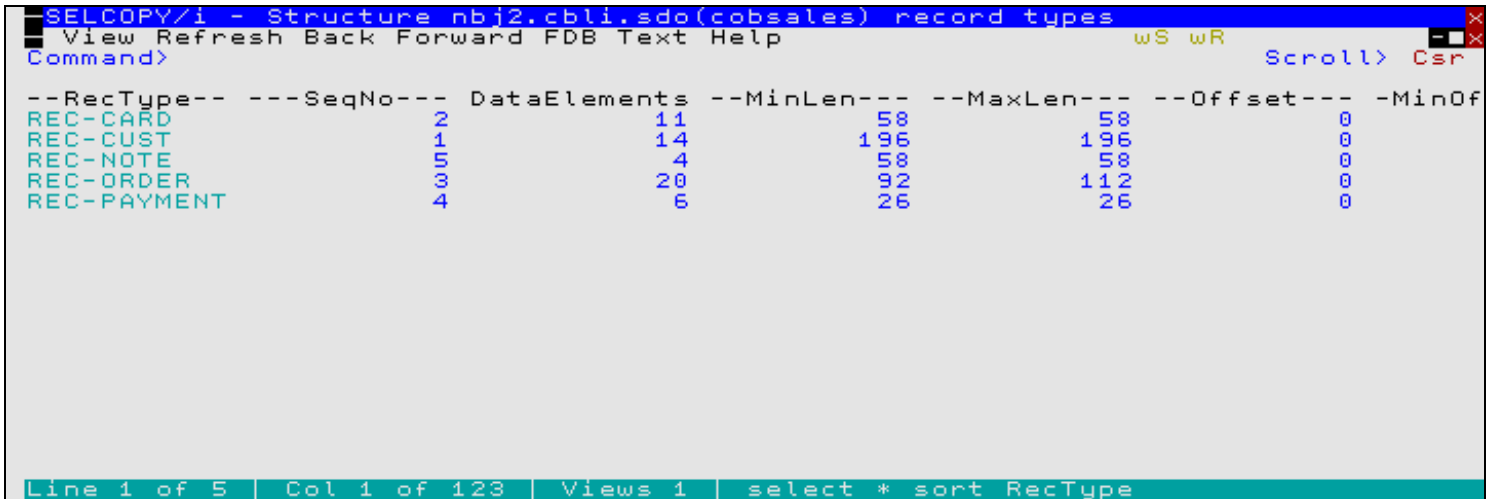 SELCOPY/i - Structure nbj2.cbli.sdo(cobsales) record types ×
View Refresh Back Forward FDB Text Help wS wR ×
Command> Scroll> Csr
--RecType-- ---SeqNo--- DataElements --MinLen--- --MaxLen--- --Offset--- -MinOf
REC-CARD 2 11 58 58 0
REC-CUST 1 14 196 196 0
REC-NOTE 5 4 58 58 0
REC-ORDER 3 20 92 112 0
REC-PAYMENT 4 6 26 26 0
Line 1 of 5 | Col 1 of 123 | Views 1 | select * sort RecType